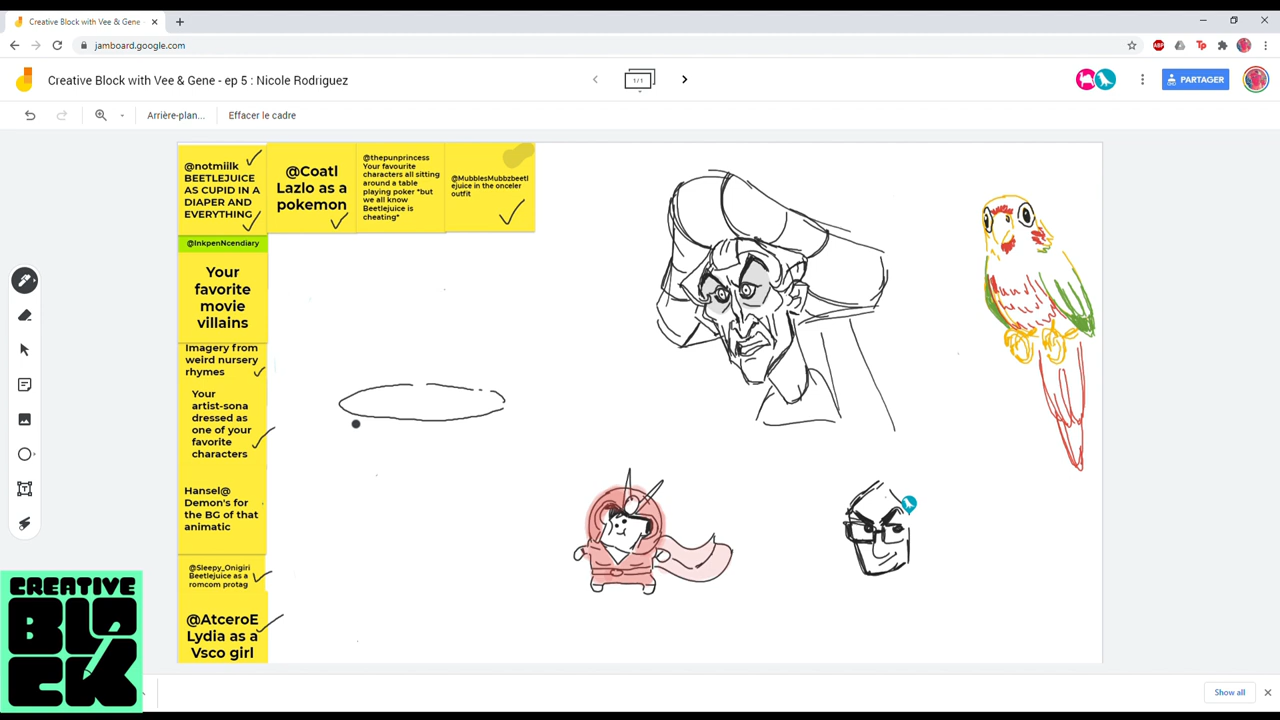 Creative Block with Vee & Gene -
jamboard.google.com
ABP
Tp
Creative Block with Vee & Gene - ep 5 : Nicole Rodriguez
1/1
PARTAGER
Arrière-plan...
Effacer le cadre
@notmiilk
BEETLEJUICE
AS CUPID IN A
DIAPER AND
EVERYTHING
@Coatl
Lazlo as a
pokemon
@thepunprincess
Your favourite
characters all sitting
around a table
playing poker *but
we all know
Beetlejuice is
cheating*
@MubblesMubbzbeetl
ejuice in the onceler
outfit
@InkpenNcendiary
Your
favorite
movie
villains
Imagery from
weird nursery
rhymes
Your
artist-sona
dressed as
one of your
favorite
characters
Hansel@
Demon's for
the BG of that
animatic
@Sleepy_Onigiri
Beetlejuice as a
romcom protag
@AtceroE
Lydia as a
Vsco girl
CREATIVE
BLOCK
Show all